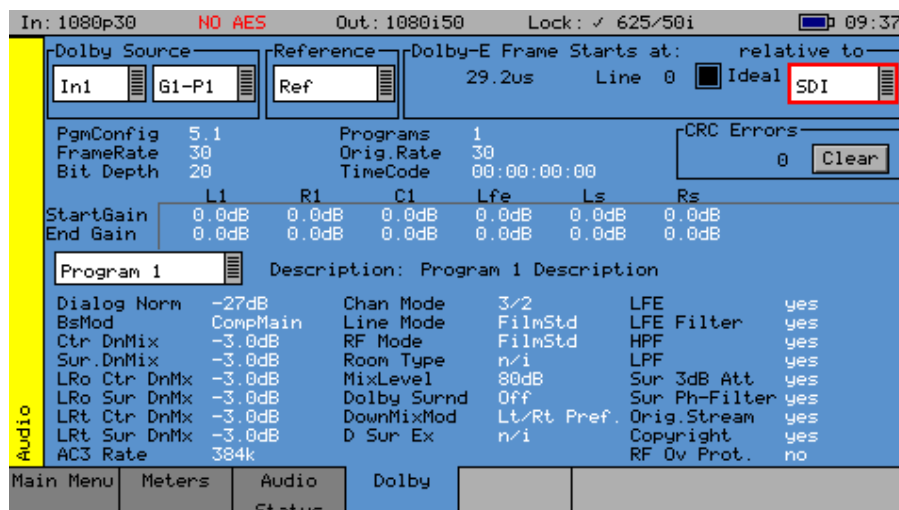 In: 1080p30 NO AES Out: 1080i50 Lock: ✓ 625/50i 09:37
Dolby Source Reference Dolby-E Frame Starts at: relative to
In1 G1-P1 Ref 29.2us Line 0 Ideal SDI
PgmConfig 5.1 Programs 1 CRC Errors
FrameRate 30 Orig.Rate 30 0 Clear
Bit Depth 20 TimeCode 00:00:00:00
L1 R1 C1 Lfe Ls Rs
StartGain 0.0dB 0.0dB 0.0dB 0.0dB 0.0dB 0.0dB
End Gain 0.0dB 0.0dB 0.0dB 0.0dB 0.0dB 0.0dB
Program 1 Description: Program 1 Description
Dialog Norm -27dB Chan Mode 3/2 LFE yes
BsMod CompMain Line Mode FilmStd LFE Filter yes
Ctr DnMix -3.0dB RF Mode FilmStd HPF yes
Sur.DnMix -3.0dB Room Type n/i LPF yes
LRo Ctr DnMx -3.0dB MixLevel 80dB Sur 3dB Att yes
LRo Sur DnMx -3.0dB Dolby Surnd Off Sur Ph-Filter yes
LRt Ctr DnMx -3.0dB DownMixMod Lt/Rt Pref. Orig.Stream yes
LRt Sur DnMx -3.0dB D Sur Ex n/i Copyright yes
AC3 Rate 384k RF Ov Prot. no
Audio
Main Menu Meters Audio Status Dolby